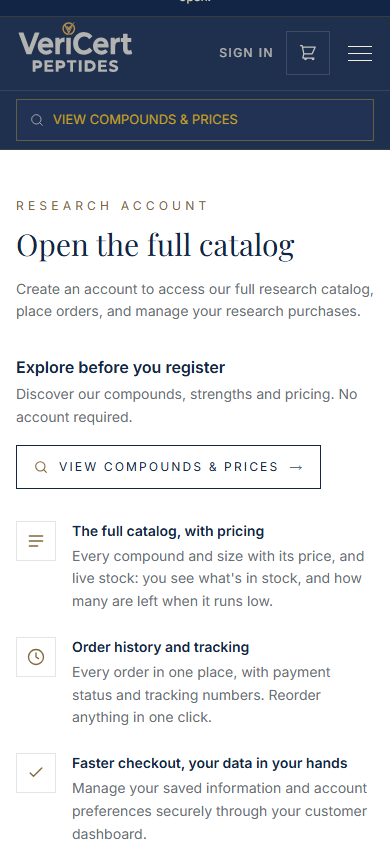 VeriCert
PEPTIDES
SIGN IN
VIEW COMPOUNDS & PRICES
RESEARCH ACCOUNT
Open the full catalog
Create an account to access our full research catalog,
place orders, and manage your research purchases.
Explore before you register
Discover our compounds, strengths and pricing. No
account required.
VIEW COMPOUNDS & PRICES →
The full catalog, with pricing
Every compound and size with its price, and
live stock: you see what's in stock, and how
many are left when it runs low.
Order history and tracking
Every order in one place, with payment
status and tracking numbers. Reorder
anything in one click.
Faster checkout, your data in your hands
Manage your saved information and account
preferences securely through your customer
dashboard.